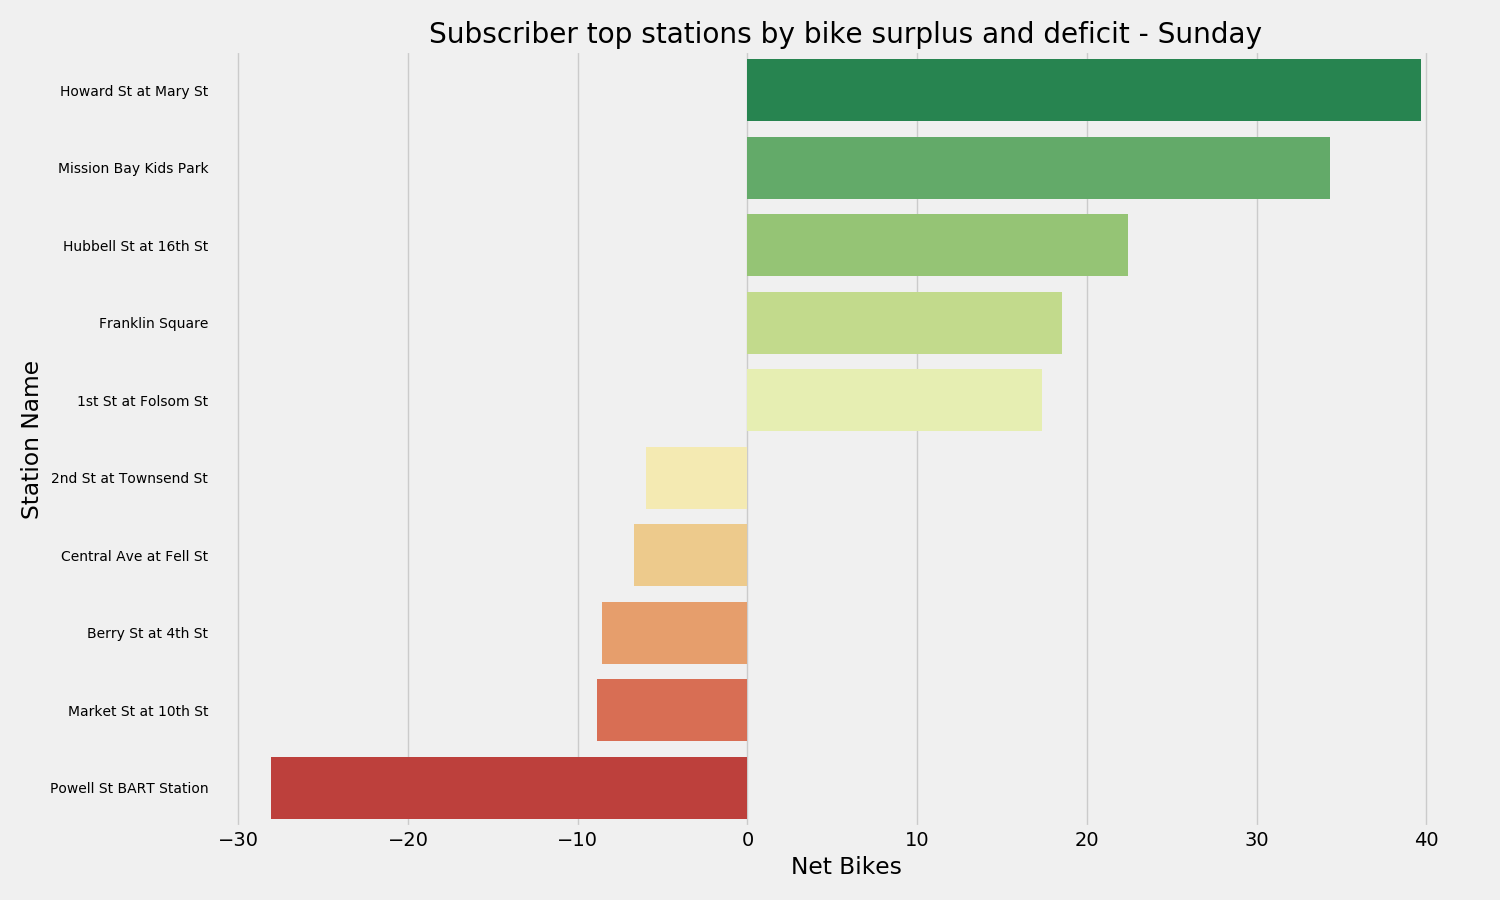 Subscriber top stations by bike surplus and deficit - Sunday
Station Name
Howard St at Mary St
Mission Bay Kids Park
Hubbell St at 16th St
Franklin Square
1st St at Folsom St
2nd St at Townsend St
Central Ave at Fell St
Berry St at 4th St
Market St at 10th St
Powell St BART Station
−30 −20 −10 0 10 20 30 40
Net Bikes